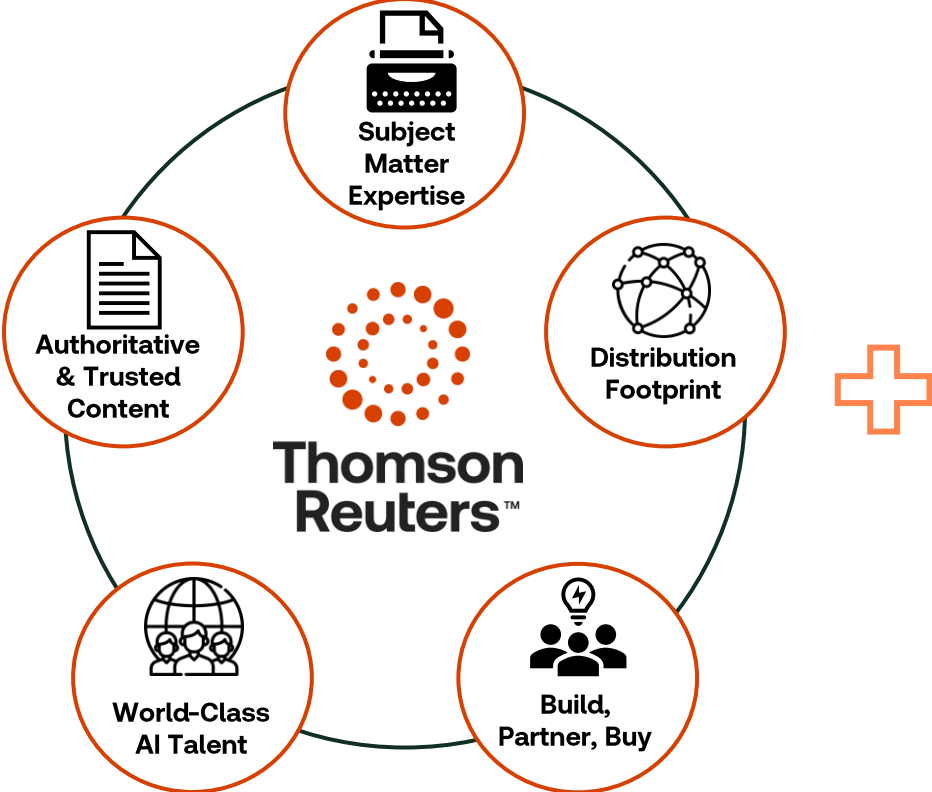 Subject
Matter
Expertise
Authoritative
& Trusted
Content
Distribution
Footprint
Thomson
Reuters™
World-Class
AI Talent
Build,
Partner, Buy